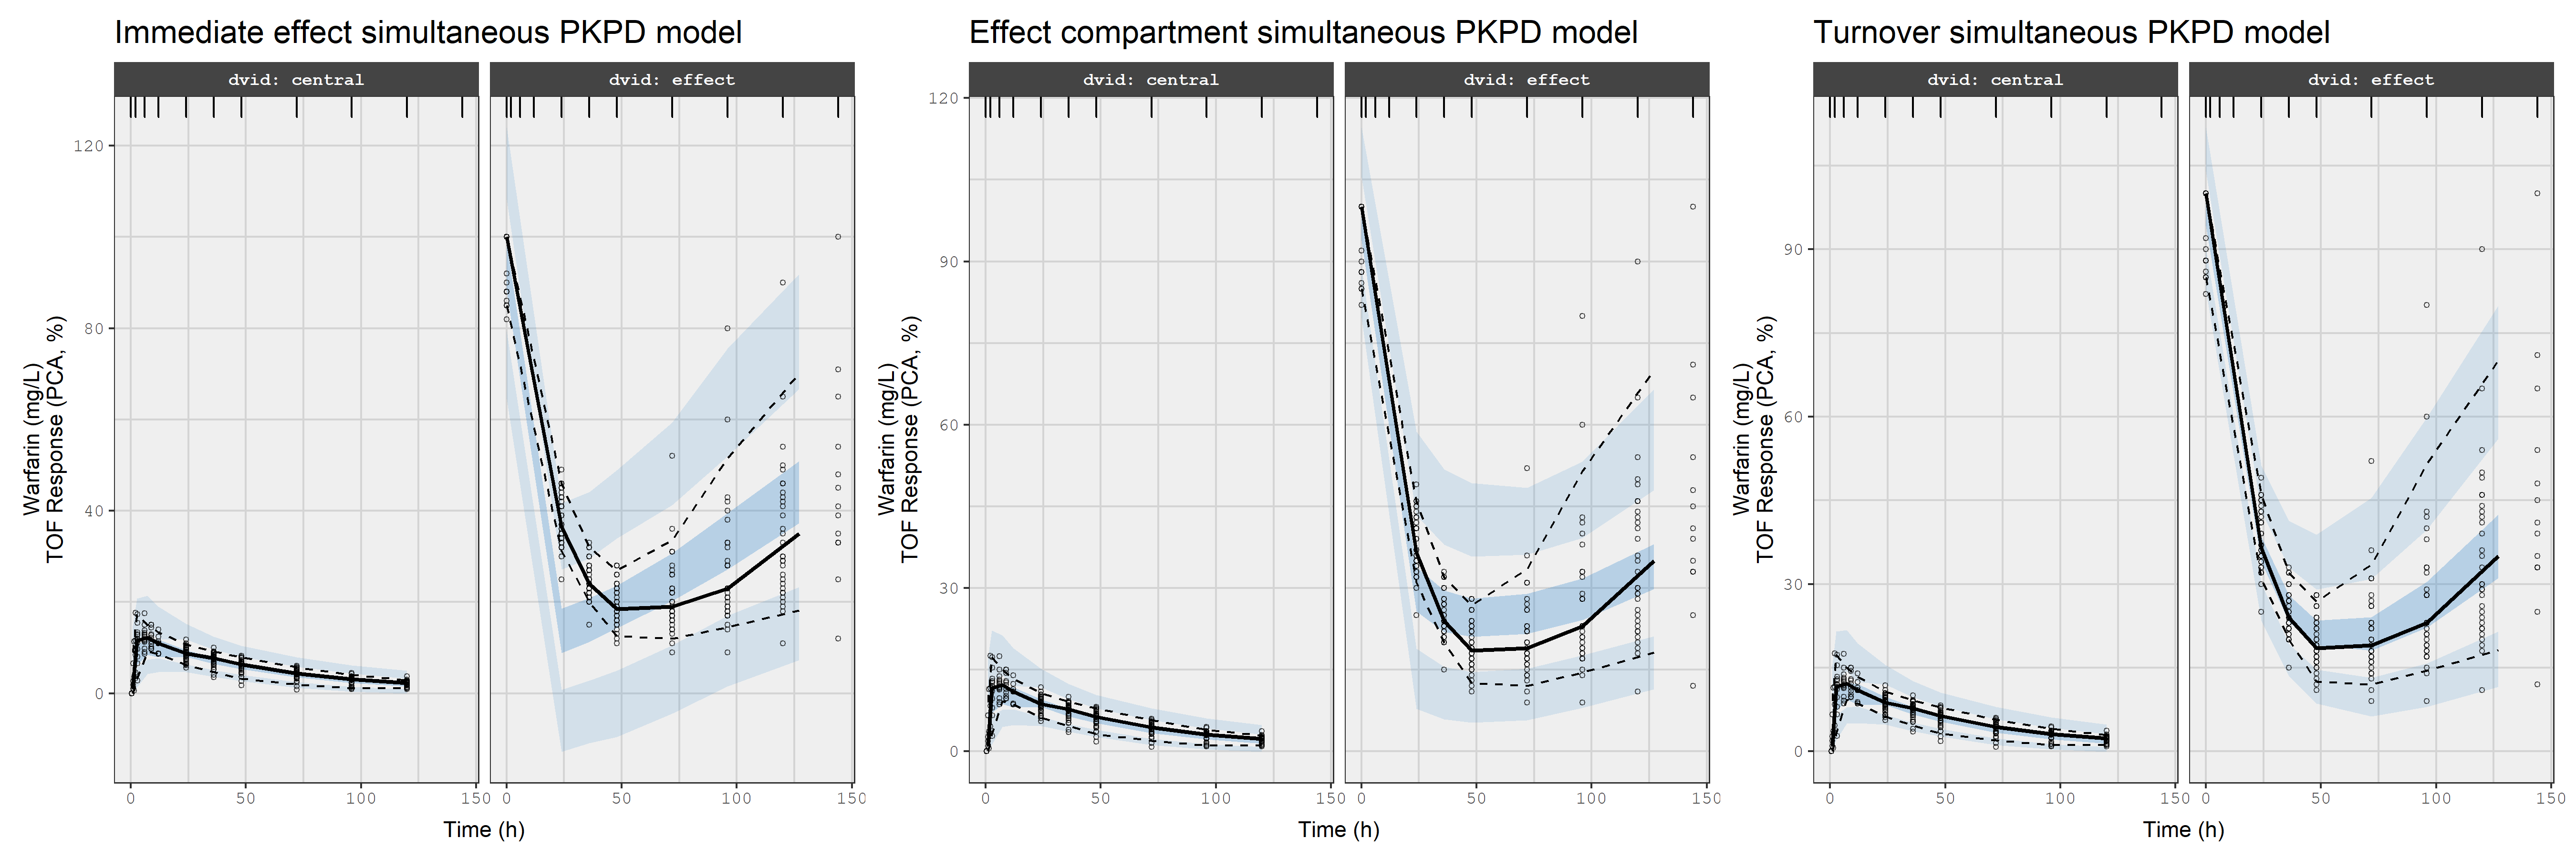 Immediate effect simultaneous PKPD model
dvid: central
dvid: effect
120
80
40
0
Warfarin (mg/L)
TOF Response (PCA, %)
0 50 100 150
0 50 100 150
Time (h)
Effect compartment simultaneous PKPD model
dvid: central
dvid: effect
120
90
60
30
0
Warfarin (mg/L)
TOF Response (PCA, %)
0 50 100 150
0 50 100 150
Time (h)
Turnover simultaneous PKPD model
dvid: central
dvid: effect
90
60
30
0
Warfarin (mg/L)
TOF Response (PCA, %)
0 50 100 150
0 50 100 150
Time (h)